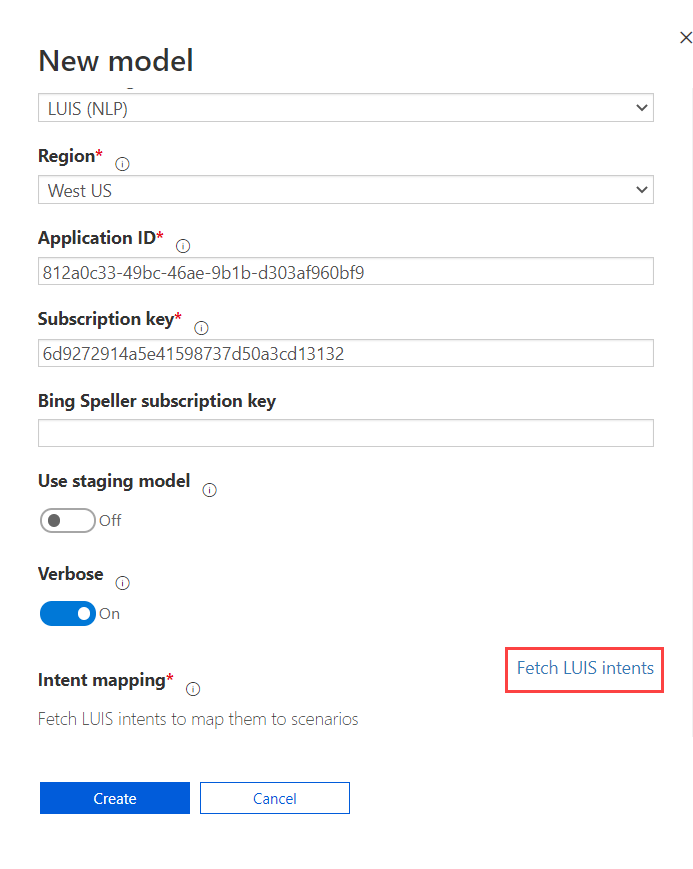 New model
LUIS (NLP)
Region*
West US
Application ID*
812a0c33-49bc-46ae-9b1b-d303af960bf9
Subscription key*
6d9272914a5e41598737d50a3cd13132
Bing Speller subscription key
Use staging model
Off
Verbose
On
Fetch LUIS intents
Intent mapping*
Fetch LUIS intents to map them to scenarios
Create Cancel